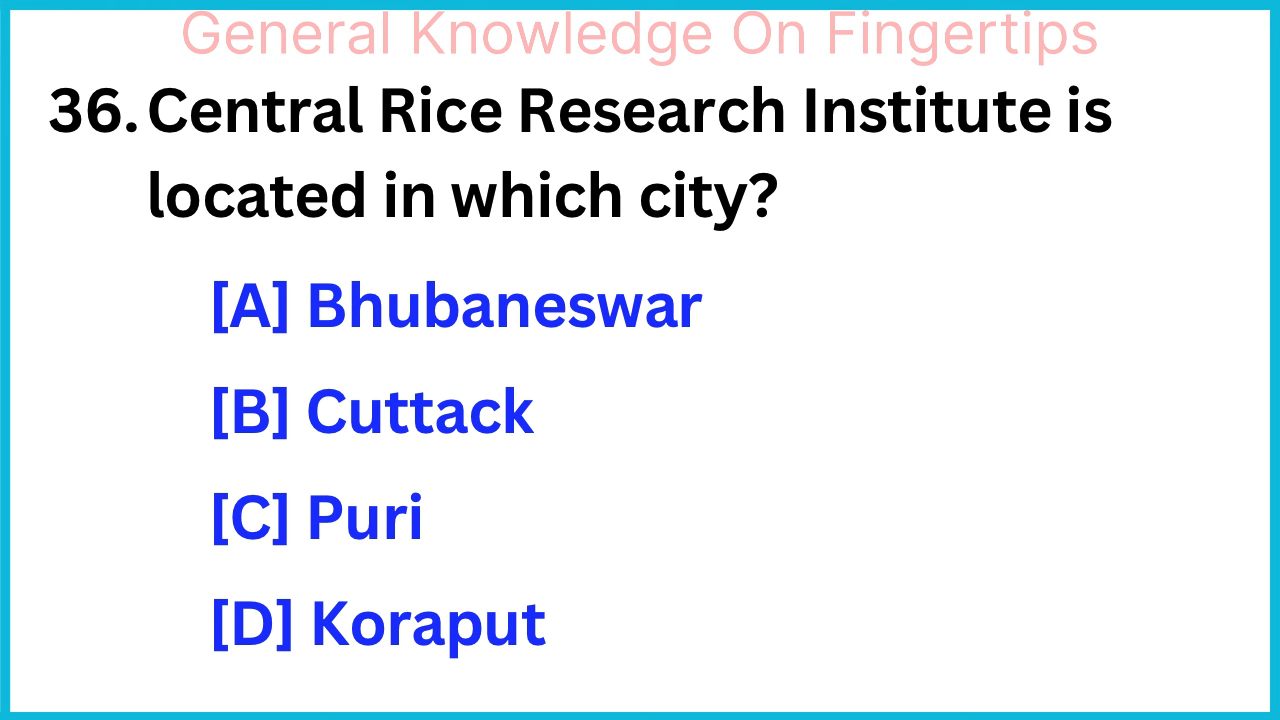 General Knowledge On Fingertips
36. Central Rice Research Institute is
located in which city?
[A] Bhubaneswar
[B] Cuttack
[C] Puri
[D] Koraput